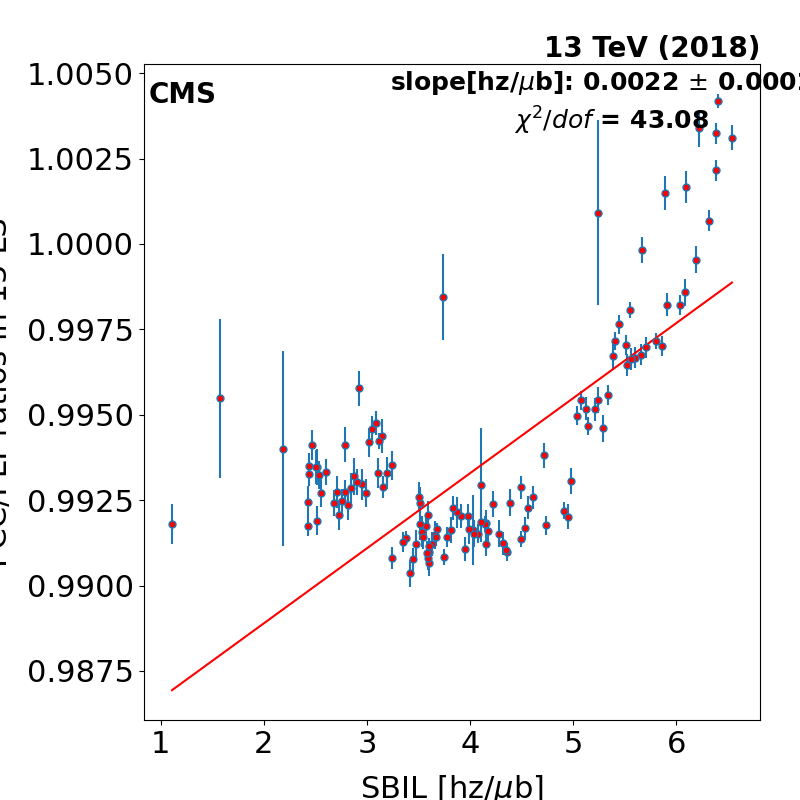 13 TeV (2018)
CMS
slope[hz/μb]: 0.0022 ±
χ²/dof = 43.08
1.0050
1.0025
1.0000
0.9975
0.9950
0.9925
0.9900
0.9875
1 2 3 4 5 6
SBIL [hz/μb]